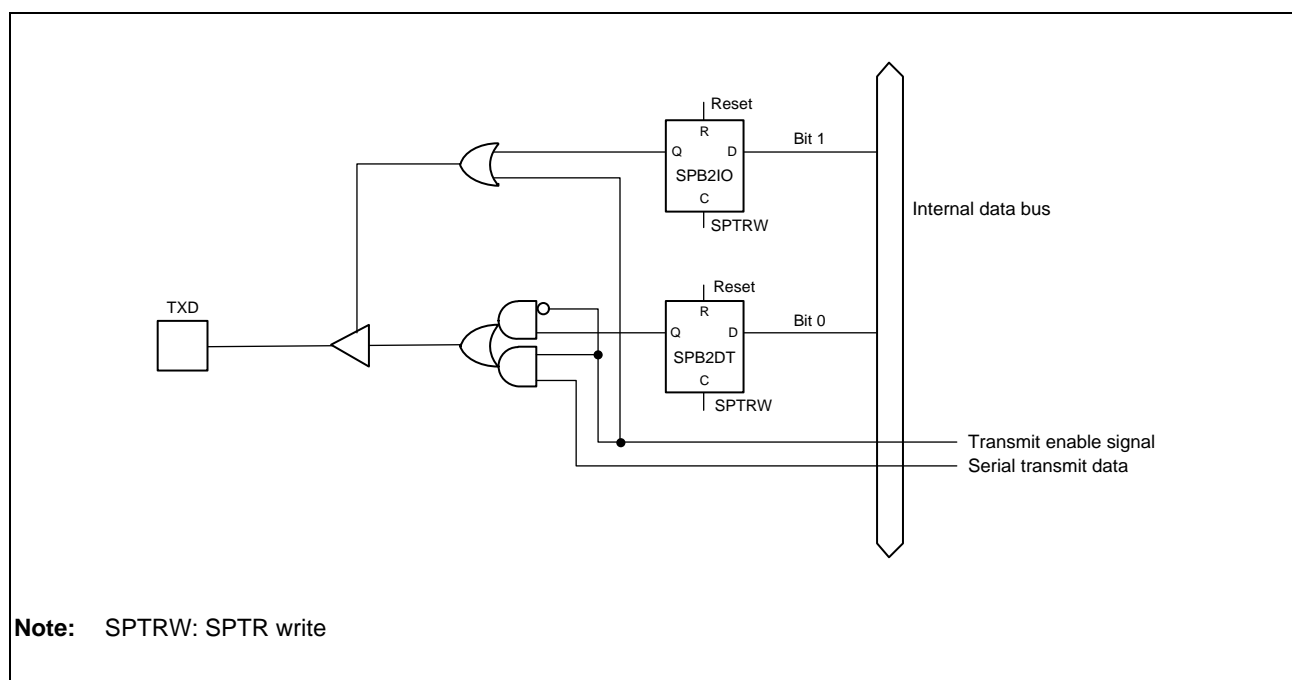 Reset
R
Q D Bit 1
SPB2IO
C
SPTRW
Internal data bus
Reset
TXD
R
Q D Bit 0
SPB2DT
C
SPTRW
Transmit enable signal
Serial transmit data
Note: SPTRW: SPTR write